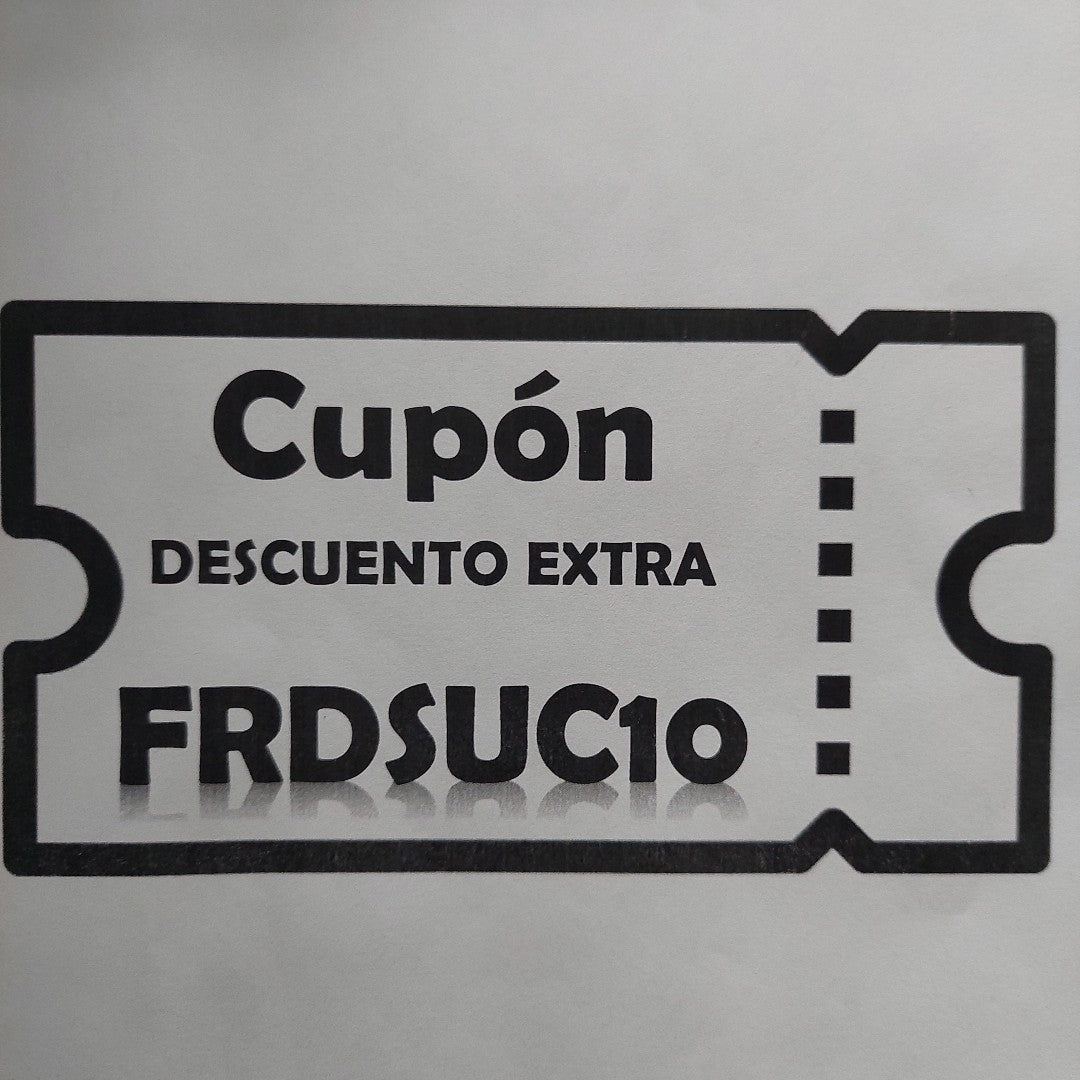 Cupón
DESCUENTO EXTRA
FRDSUC10